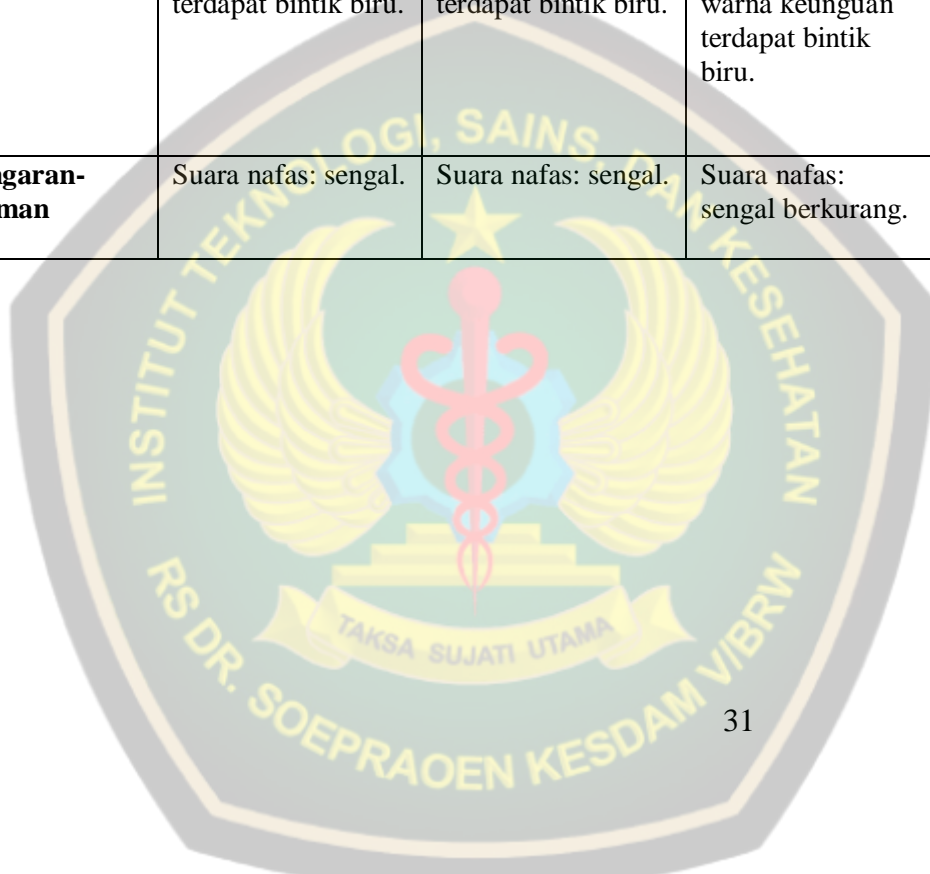 terdapat bintik biru.
terdapat bintik biru.
warna keunguan
terdapat bintik
biru.
ngaran-
man
Suara nafas: sengal.
Suara nafas: sengal.
Suara nafas:
sengal berkurang.
INSTITUT TEKNOLOGI, SAINS, DAN KESEHATAN
TAKSA SUJATI UTAMA
RS DR. SOEPRAOEN KESDAM V/BRW
31